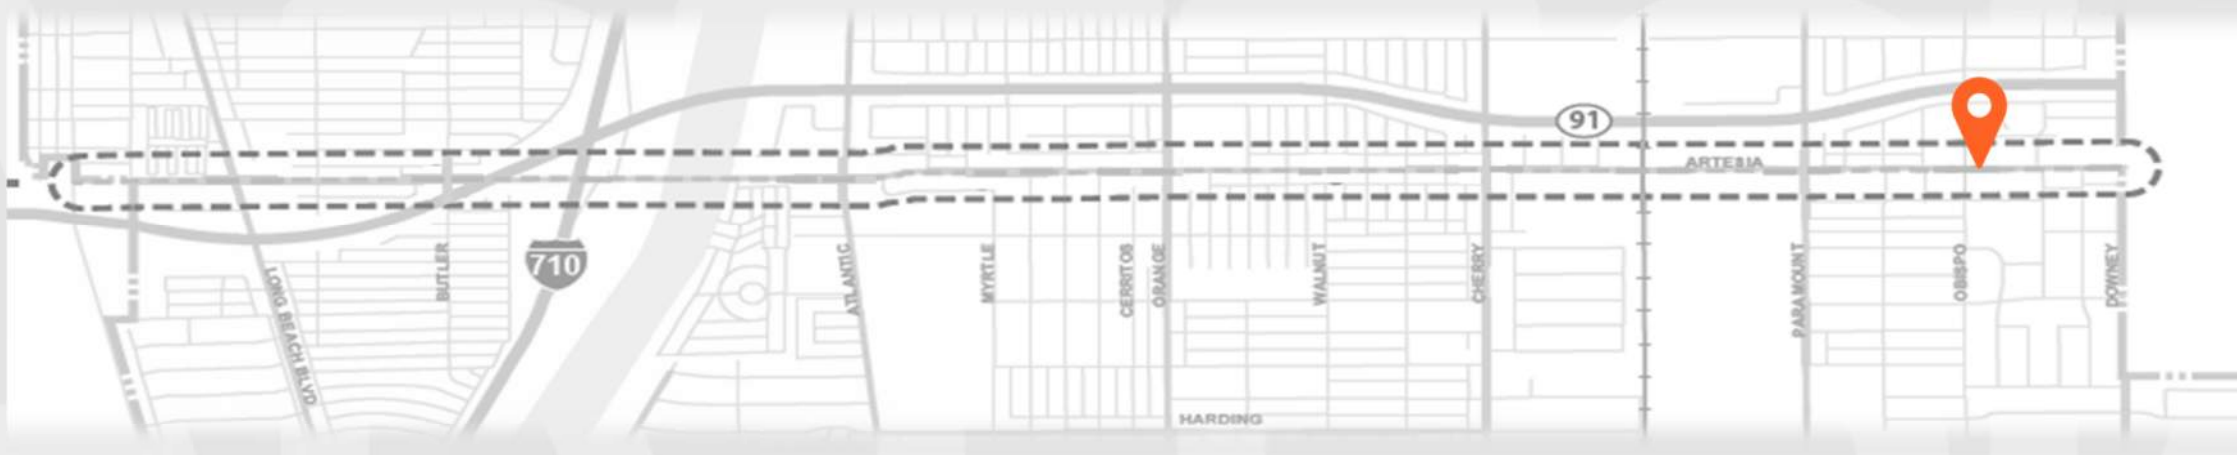 91
ARTESIA
LONG BEACH BLVD
BUTLER
710
ATLANTIC
MYRTLE
CERRITOS
ORANGE
WALNUT
CHERRY
PARAMOUNT
OBISPO
DOWNEY
HARDING